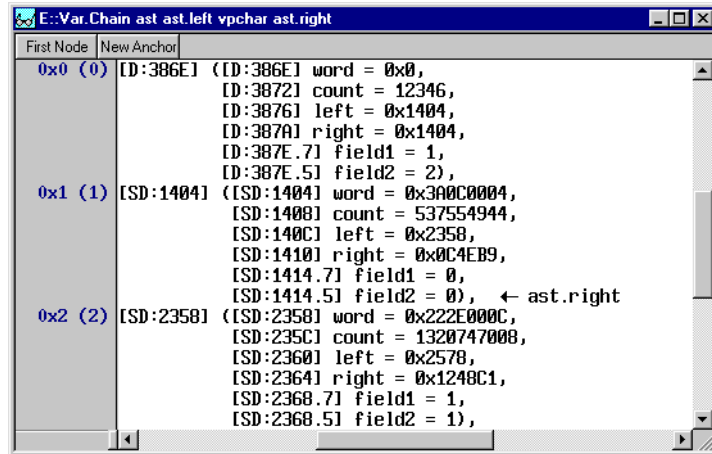 E::Var.Chain ast ast.left vpchar ast.right
First Node New Anchor
0x0 (0) [D:386E] ([D:386E] word = 0x0,
[D:3872] count = 12346,
[D:3876] left = 0x1404,
[D:387A] right = 0x1404,
[D:387E.7] field1 = 1,
[D:387E.5] field2 = 2),
0x1 (1) [SD:1404] ([SD:1404] word = 0x3A0C0004,
[SD:1408] count = 537554944,
[SD:140C] left = 0x2358,
[SD:1410] right = 0x0C4EB9,
[SD:1414.7] field1 = 0,
[SD:1414.5] field2 = 0), ← ast.right
0x2 (2) [SD:2358] ([SD:2358] word = 0x222E000C,
[SD:235C] count = 1320747008,
[SD:2360] left = 0x2578,
[SD:2364] right = 0x1248C1,
[SD:2368.7] field1 = 1,
[SD:2368.5] field2 = 1),